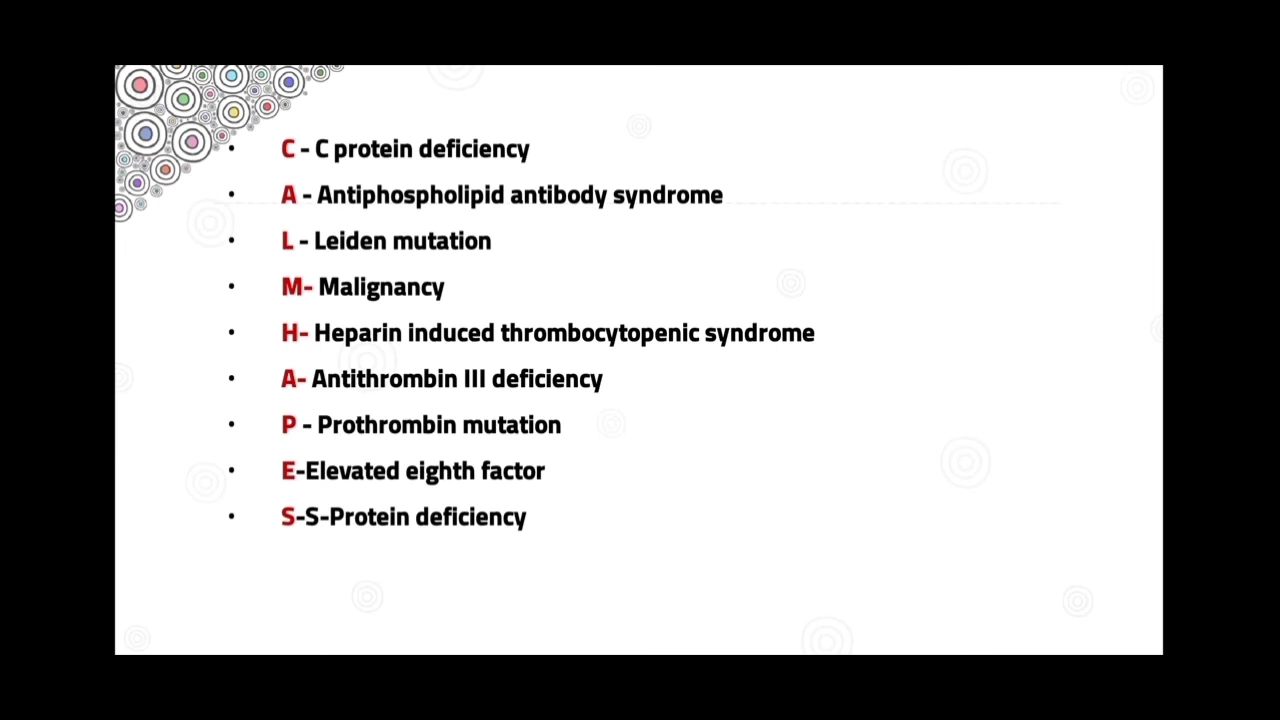 • C - C protein deficiency
• A - Antiphospholipid antibody syndrome
• L - Leiden mutation
• M- Malignancy
• H- Heparin induced thrombocytopenic syndrome
• A- Antithrombin III deficiency
• P - Prothrombin mutation
• E-Elevated eighth factor
• S-S-Protein deficiency